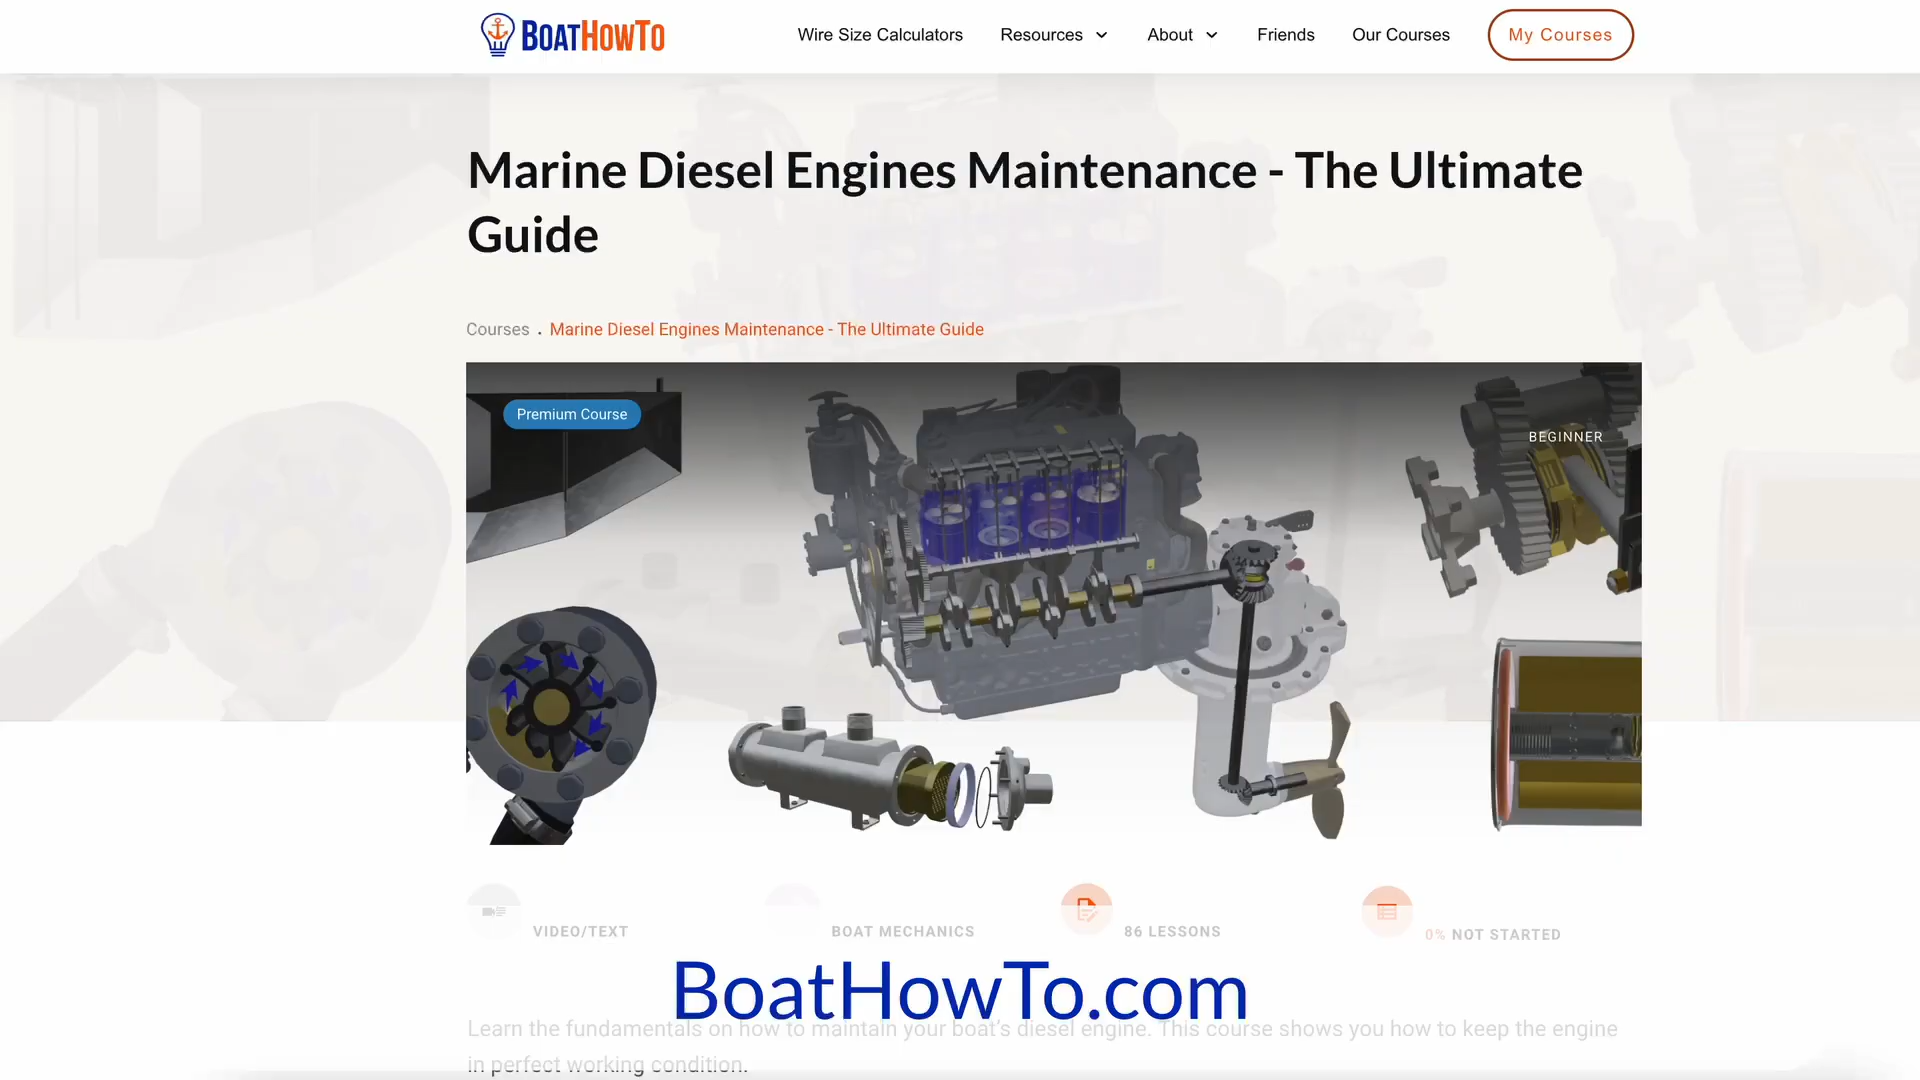 BOATHOWTO
Wire Size Calculators
Resources
About
Friends
Our Courses
My Courses
Marine Diesel Engines Maintenance - The Ultimate
Guide
Courses . Marine Diesel Engines Maintenance - The Ultimate Guide
Premium Course
BEGINNER
VIDEO/TEXT
BOAT MECHANICS
86 LESSONS
0% NOT STARTED
BoatHowTo.com
Learn the fundamentals on how to maintain your boat's diesel engine. This course shows you how to keep the engine
in perfect working condition.